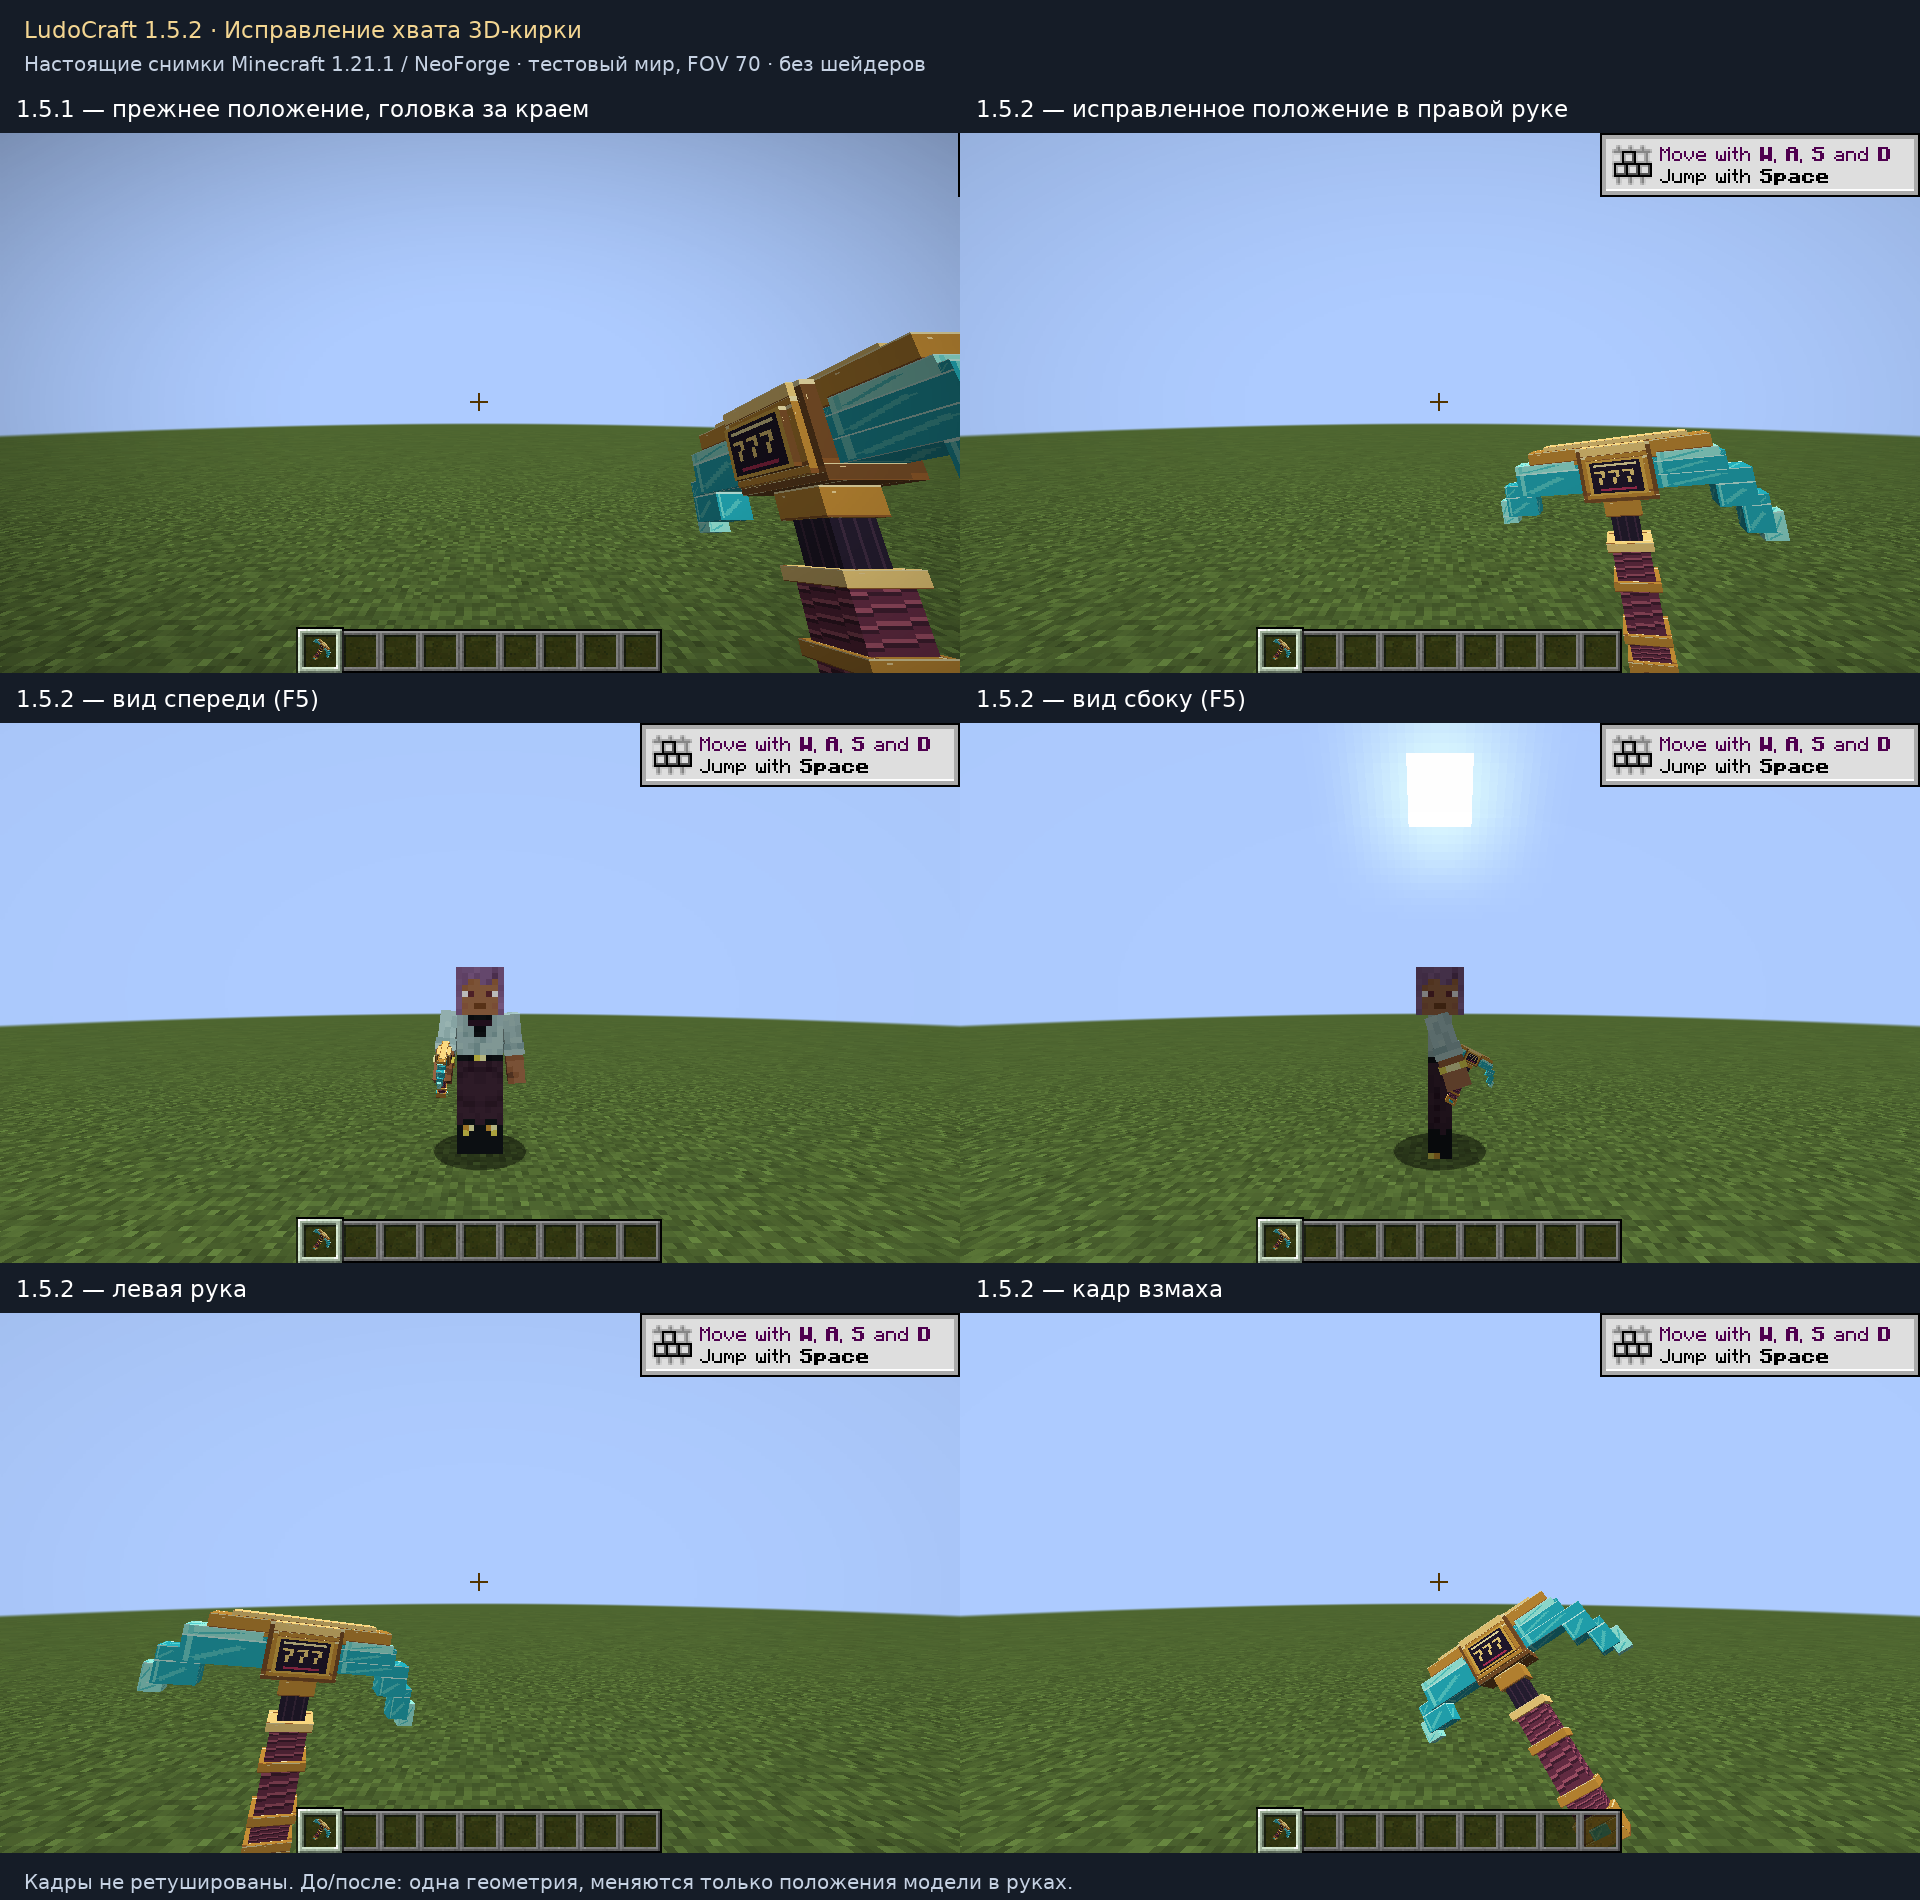 LudoCraft 1.5.2 · Исправление хвата 3D-кирки
Настоящие снимки Minecraft 1.21.1 / NeoForge · тестовый мир, FOV 70 · без шейдеров
1.5.1 — прежнее положение, головка за краем
1.5.2 — исправленное положение в правой руке
Move with W, A, S and D
Jump with Space
777
777
1.5.2 — вид спереди (F5)
1.5.2 — вид сбоку (F5)
Move with W, A, S and D
Jump with Space
Move with W, A, S and D
Jump with Space
1.5.2 — левая рука
1.5.2 — кадр взмаха
Move with W, A, S and D
Jump with Space
Move with W, A, S and D
Jump with Space
777
777
Кадры не ретушированы. До/после: одна геометрия, меняются только положения модели в руках.